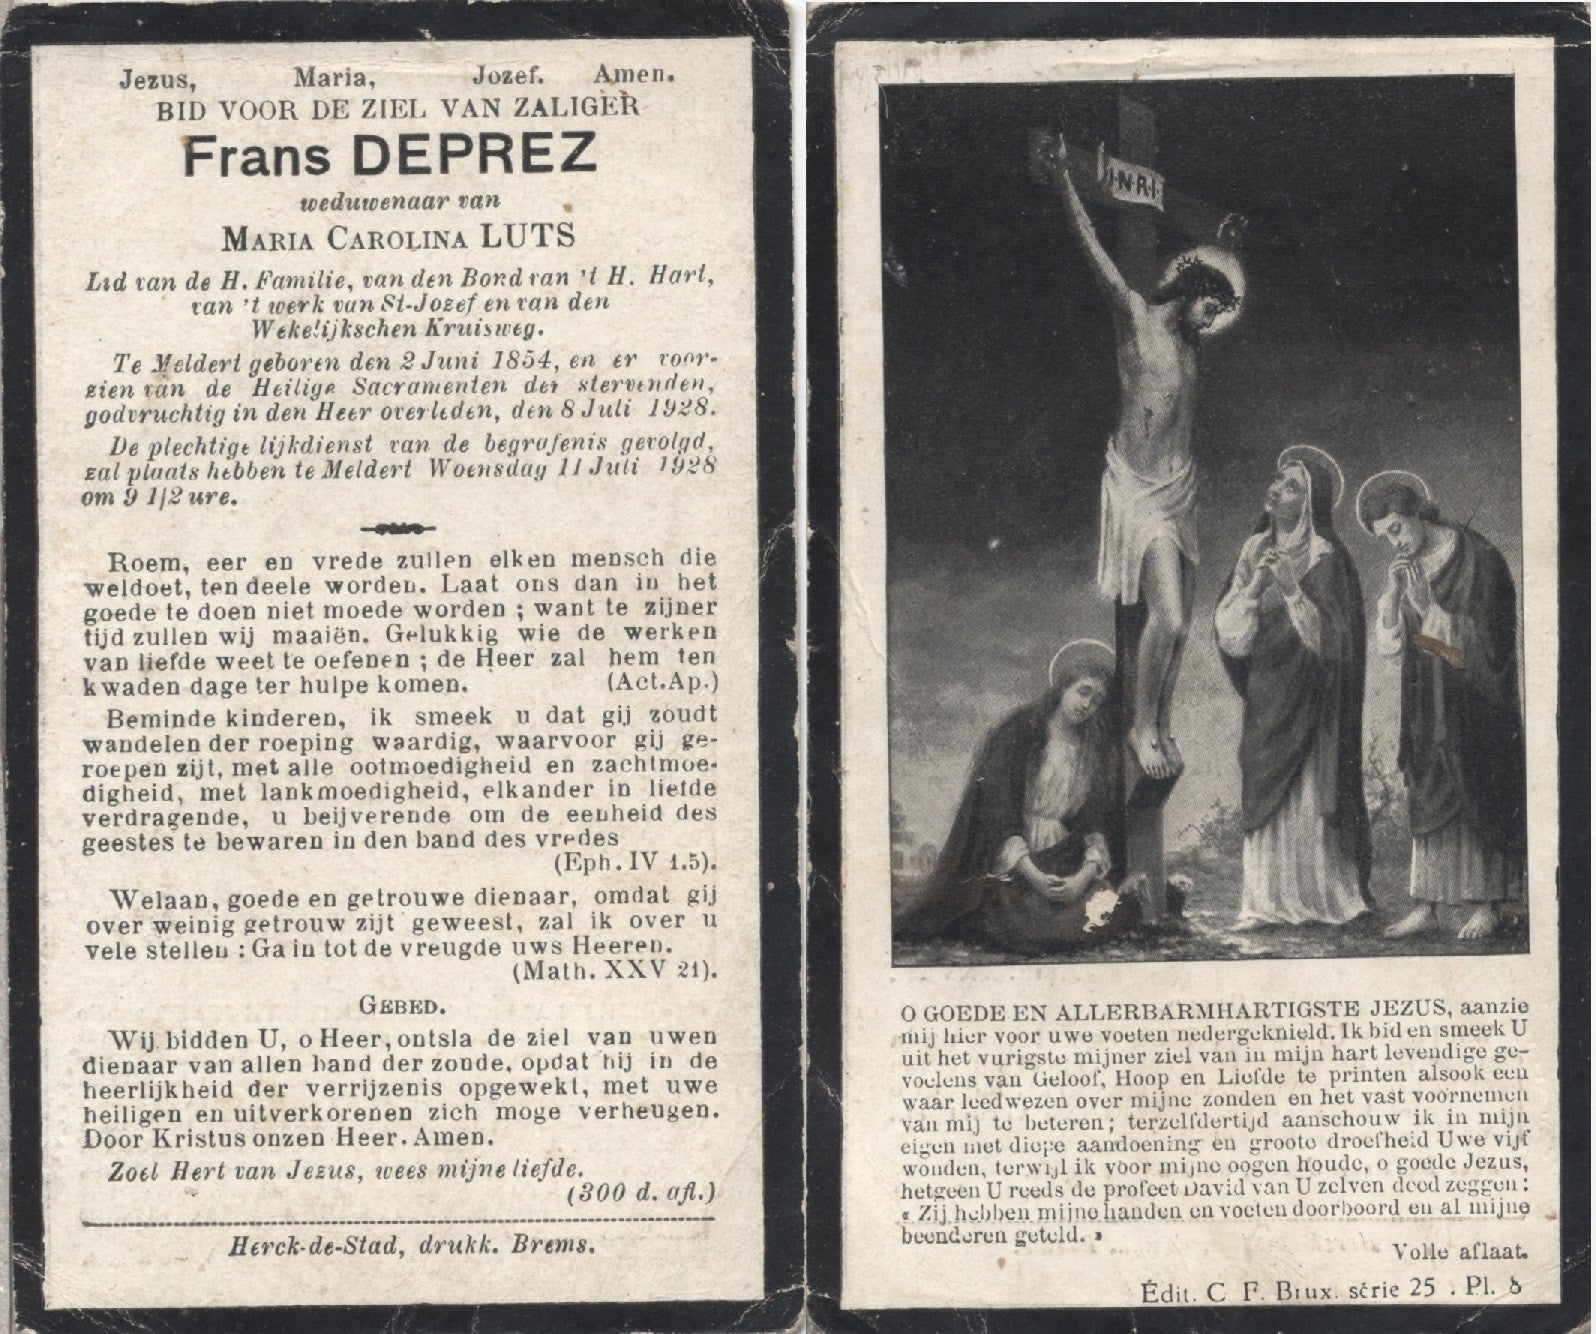 Jezus, Maria, Jozef. Amen.
BID VOOR DE ZIEL VAN ZALIGER
Frans DEPREZ
weduwenaar van
MARIA CAROLINA LUTS
Lid van de H. Familie, van den Bond van 't H. Hart,
van 't werk van St-Jozef en van den
Wekelijkschen Kruisweg.
Te Meldert geboren den 2 Juni 1854, en er voor-
zien van de Heilige Sacramenten der stervenden,
godvruchtig in den Heer overleden, den 8 Juli 1928.
De plechtige lijkdienst van de begrafenis gevolgd,
zal plaats hebben te Meldert Woensdag 11 Juli 1928
om 9 1/2 ure.
Roem, eer en vrede zullen elken mensch die
weldoet, ten deele worden. Laat ons dan in het
goede te doen niet moede worden ; want te zijner
tijd zullen wij maaiën. Gelukkig wie de werken
van liefde weet te oefenen ; de Heer zal hem ten
kwaden dage ter hulpe komen. (Act.Ap.)
Beminde kinderen, ik smeek u dat gij zoudt
wandelen der roeping waardig, waarvoor gij ge-
roepen zijt, met alle ootmoedigheid en zachtmoe-
digheid, met lankmoedigheid, elkander in liefde
verdragende, u beijverende om de eenheid des
geestes te bewaren in den band des vredes
(Eph. IV 1.5).
Welaan, goede en getrouwe dienaar, omdat gij
over weinig getrouw zijt geweest, zal ik over u
vele stellen : Ga in tot de vreugde uws Heeren.
(Math. XXV 21).
GEBED.
Wij bidden U, o Heer, ontsla de ziel van uwen
dienaar van allen band der zonde, opdat hij in de
heerlijkheid der verrijzenis opgewekt, met uwe
heiligen en uitverkorenen zich moge verheugen.
Door Kristus onzen Heer. Amen.
Zoet Hert van Jezus, wees mijne liefde.
(300 d. afl.)
Herck-de-Stad, drukk. Brems.
I·N·R·I·
O GOEDE EN ALLERBARMHARTIGSTE JEZUS, aanzie
mij hier voor uwe voeten nedergeknield. Ik bid en smeek U
uit het vurigste mijner ziel van in mijn hart levendige ge-
voelens van Geloof, Hoop en Liefde te printen alsook een
waar leedwezen over mijne zonden en het vast voornemen
van mij te beteren; terzelfdertijd aanschouw ik in mijn
eigen met diepe aandoening en groote droefheid Uwe vijf
wonden, terwijl ik voor mijne oogen houde, o goede Jezus,
hetgeen U reeds de profeet David van U zelven deed zeggen :
« Zij hebben mijne handen en voeten doorboord en al mijne
beenderen geteld. »
Volle aflaat.
Édit. C. F. Brux. série 25 . Pl. 8